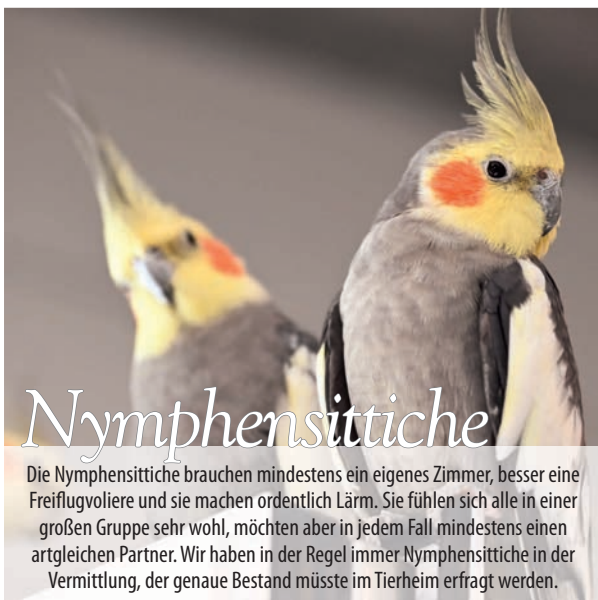 Nymphensittiche
Die Nymphensittiche brauchen mindestens ein eigenes Zimmer, besser eine
Freiflugvoliere und sie machen ordentlich Lärm. Sie fühlen sich alle in einer
großen Gruppe sehr wohl, möchten aber in jedem Fall mindestens einen
artgleichen Partner. Wir haben in der Regel immer Nymphensittiche in der
Vermittlung, der genaue Bestand müsste im Tierheim erfragt werden.